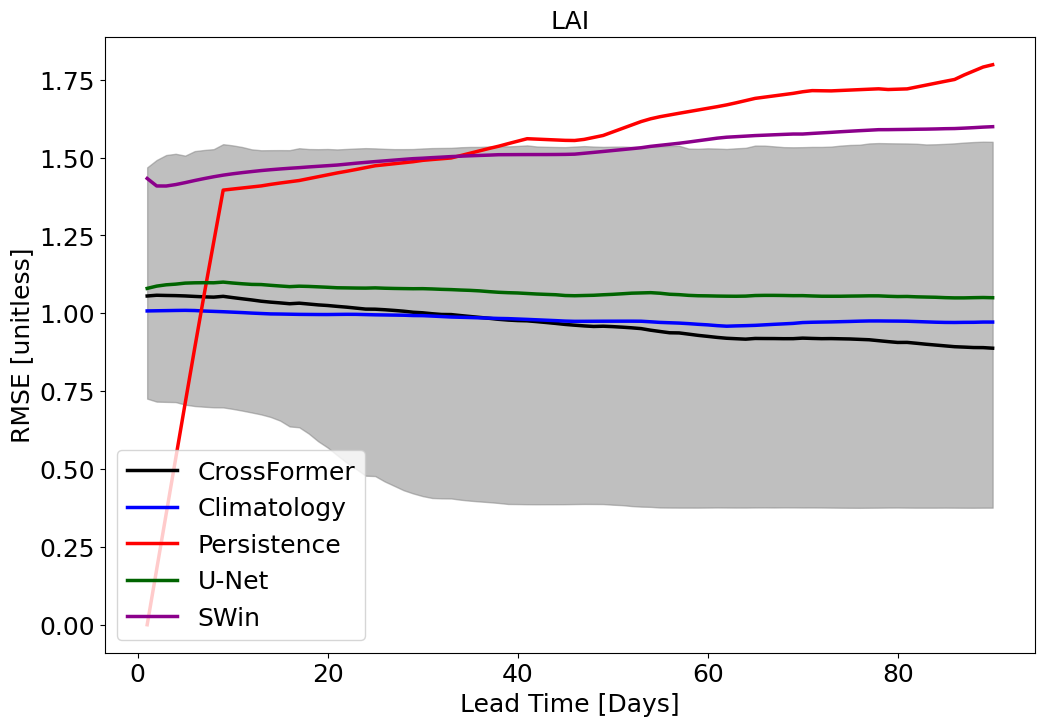 LAI
RMSE [unitless]
1.75
1.50
1.25
1.00
0.75
0.50
0.25
0.00
CrossFormer
Climatology
Persistence
U-Net
SWin
0
20
40
60
80
Lead Time [Days]